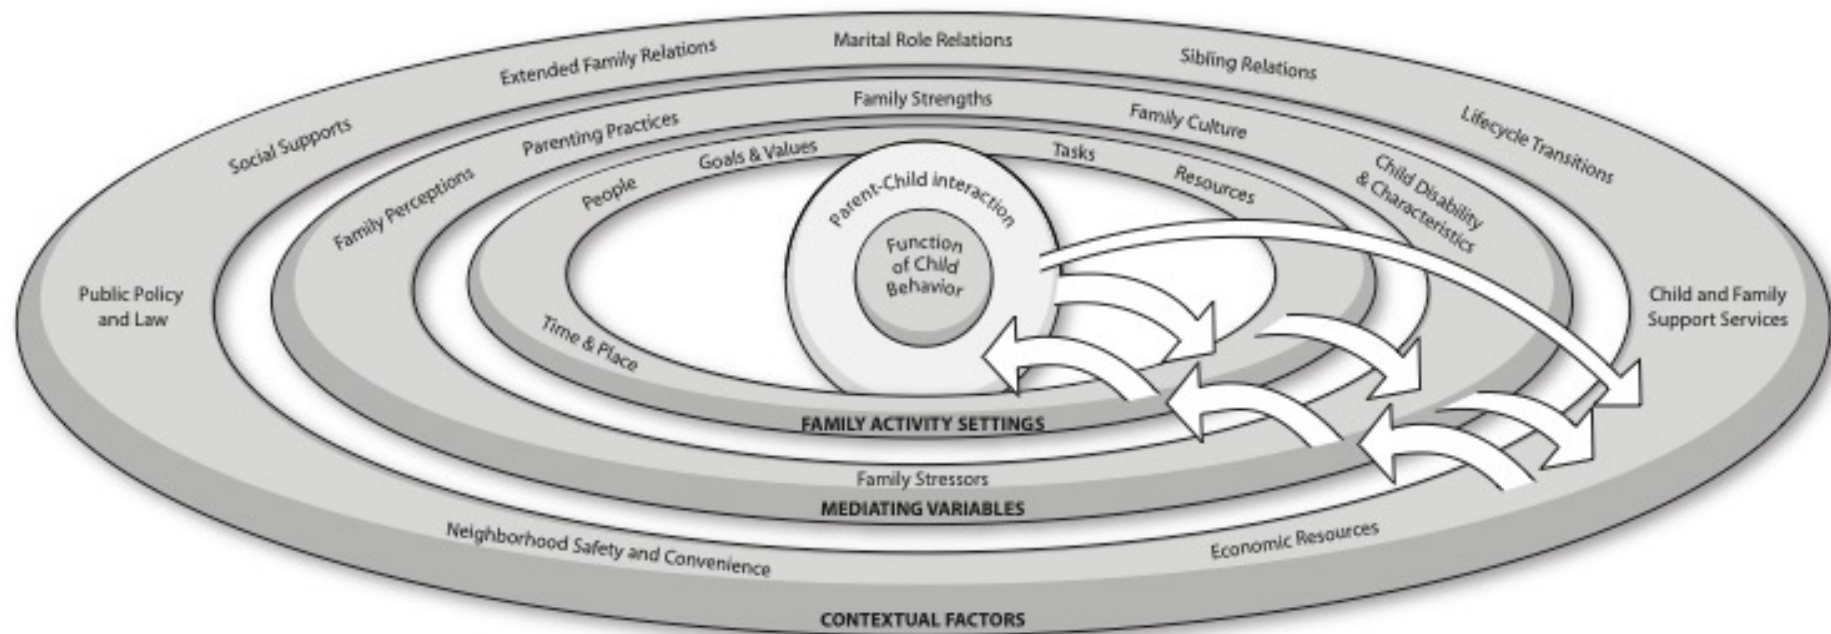 Marital Role Relations
Extended Family Relations
Sibling Relations
Social Supports
Lifecycle Transitions
Public Policy
and Law
Child and Family
Support Services
Neighborhood Safety and Convenience
Economic Resources
CONTEXTUAL FACTORS
Family Strengths
Parenting Practices
Family Culture
Family Perceptions
Child Disability
& Characteristics
Family Stressors
MEDIATING VARIABLES
Goals & Values
Tasks
People
Resources
Time & Place
FAMILY ACTIVITY SETTINGS
Parent-Child interaction
Function
of Child
Behavior